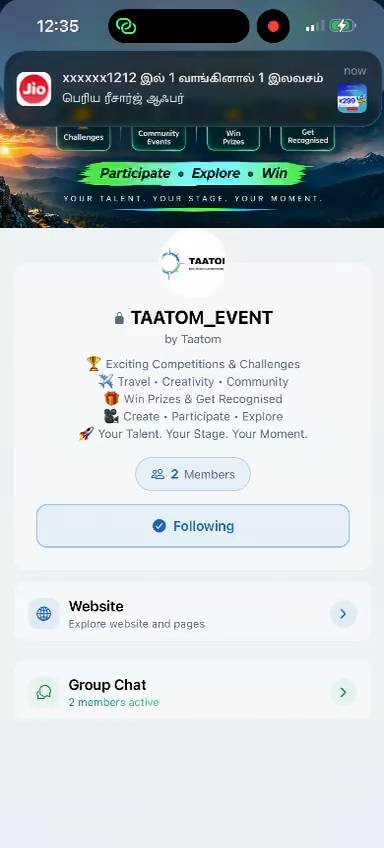 12:35
Jio
xxxxxx1212 இல் 1 வாங்கினால் 1 இலவசம்
now
பெரிய ரீசார்ஜ் ஆஃபர்
₹299
Challenges
Community
Events
Win
Prizes
Get
Recognised
Participate • Explore • Win
YOUR TALENT. YOUR STAGE. YOUR MOMENT.
TAATOM_EVENT
by Taatom
🏆 Exciting Competitions & Challenges
✈️ Travel • Creativity • Community
🎁 Win Prizes & Get Recognised
🎥 Create • Participate • Explore
🚀 Your Talent. Your Stage. Your Moment.
2 Members
Following
Website
Explore website and pages
Group Chat
2 members active